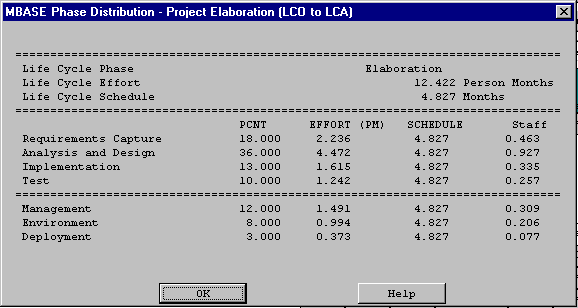 MBASE Phase Distribution - Project Elaboration (LCO to LCA)
================================================================================
Life Cycle Phase Elaboration
Life Cycle Effort 12.422 Person Months
Life Cycle Schedule 4.827 Months
================================================================================
PCNT EFFORT (PM) SCHEDULE Staff
Requirements Capture 18.000 2.236 4.827 0.463
Analysis and Design 36.000 4.472 4.827 0.927
Implementation 13.000 1.615 4.827 0.335
Test 10.000 1.242 4.827 0.257
================================================================================
Management 12.000 1.491 4.827 0.309
Environment 8.000 0.994 4.827 0.206
Deployment 3.000 0.373 4.827 0.077
OK Help